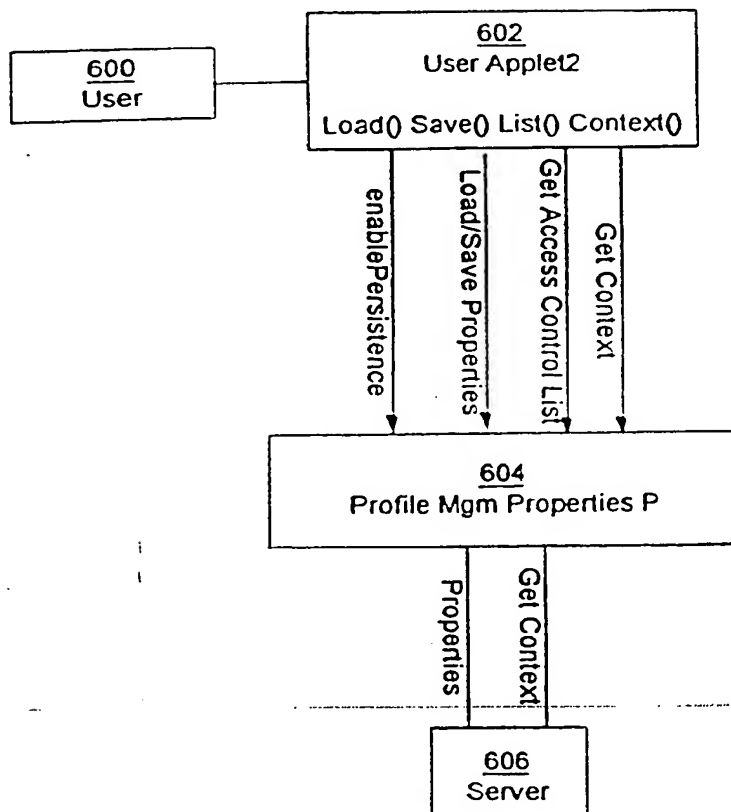 602
User Applet2
600
User
Load() Save() List() Context()
enablePersistence
Load/Save Properties
Get Access Control List
Get Context
604
Profile Mgm Properties P
Properties
Get Context
606
Server